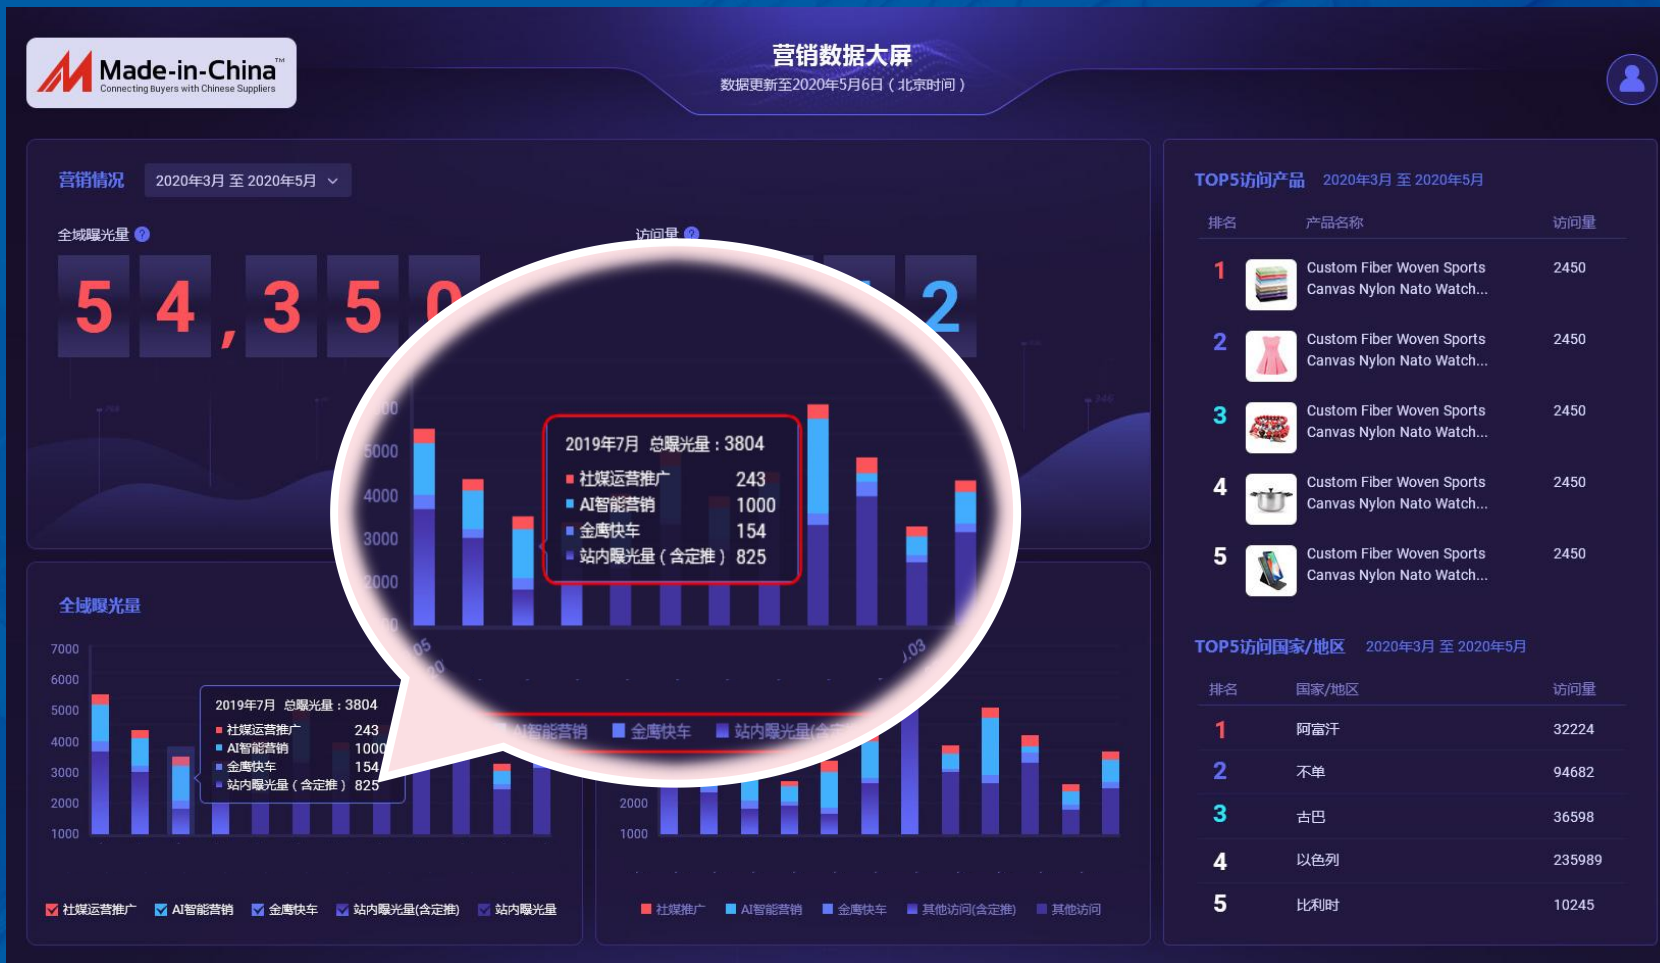 Made-in-China™
Connecting Buyers with Chinese Suppliers
营销数据大屏
数据更新至2020年5月6日（北京时间）
营销情况 2020年3月 至 2020年5月
全域曝光量 ?
访问量 ?
54,350
2
5000
4000
3000
2000
2019年7月 总曝光量：3804
社媒运营推广 243
AI智能营销 1000
金鹰快车 154
站内曝光量（含定推） 825
AI智能营销 金鹰快车 站内曝光量(含定
全域曝光量
7000
6000
5000
4000
3000
2000
1000
2019年7月 总曝光量：3804
社媒运营推广 243
AI智能营销 1000
金鹰快车 154
站内曝光量（含定推） 825
社媒运营推广 AI智能营销 金鹰快车 站内曝光量(含定推) 站内曝光量
2000
1000
社媒推广 AI智能营销 金鹰快车 其他访问(含定推) 其他访问
TOP5访问产品 2020年3月 至 2020年5月
排名 产品名称 访问量
1 Custom Fiber Woven Sports 2450
Canvas Nylon Nato Watch...
2 Custom Fiber Woven Sports 2450
Canvas Nylon Nato Watch...
3 Custom Fiber Woven Sports 2450
Canvas Nylon Nato Watch...
4 Custom Fiber Woven Sports 2450
Canvas Nylon Nato Watch...
5 Custom Fiber Woven Sports 2450
Canvas Nylon Nato Watch...
TOP5访问国家/地区 2020年3月 至 2020年5月
排名 国家/地区 访问量
1 阿富汗 32224
2 不单 94682
3 古巴 36598
4 以色列 235989
5 比利时 10245